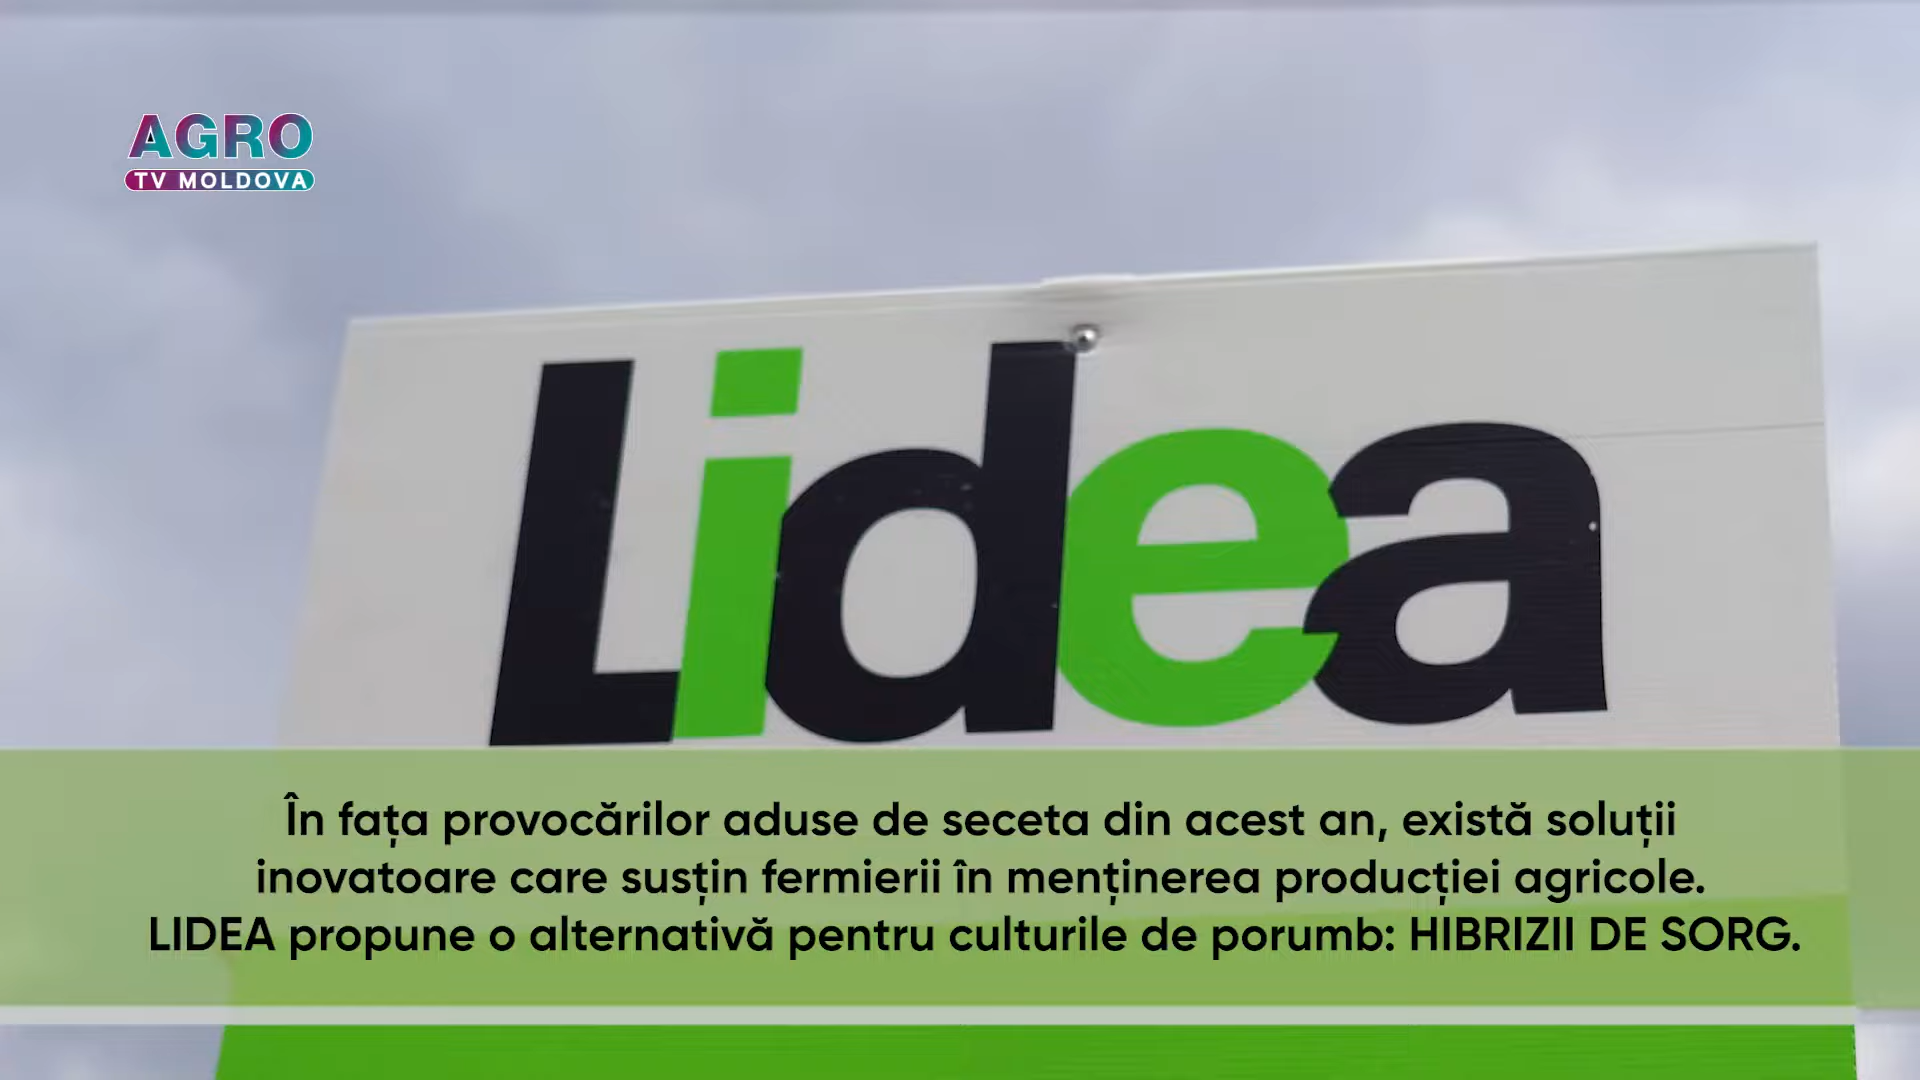 AGRO
TV MOLDOVA
Lidea
În fața provocărilor aduse de seceta din acest an, există soluții
inovatoare care susțin fermierii în menținerea producției agricole.
LIDEA propune o alternativă pentru culturile de porumb: HIBRIZII DE SORG.